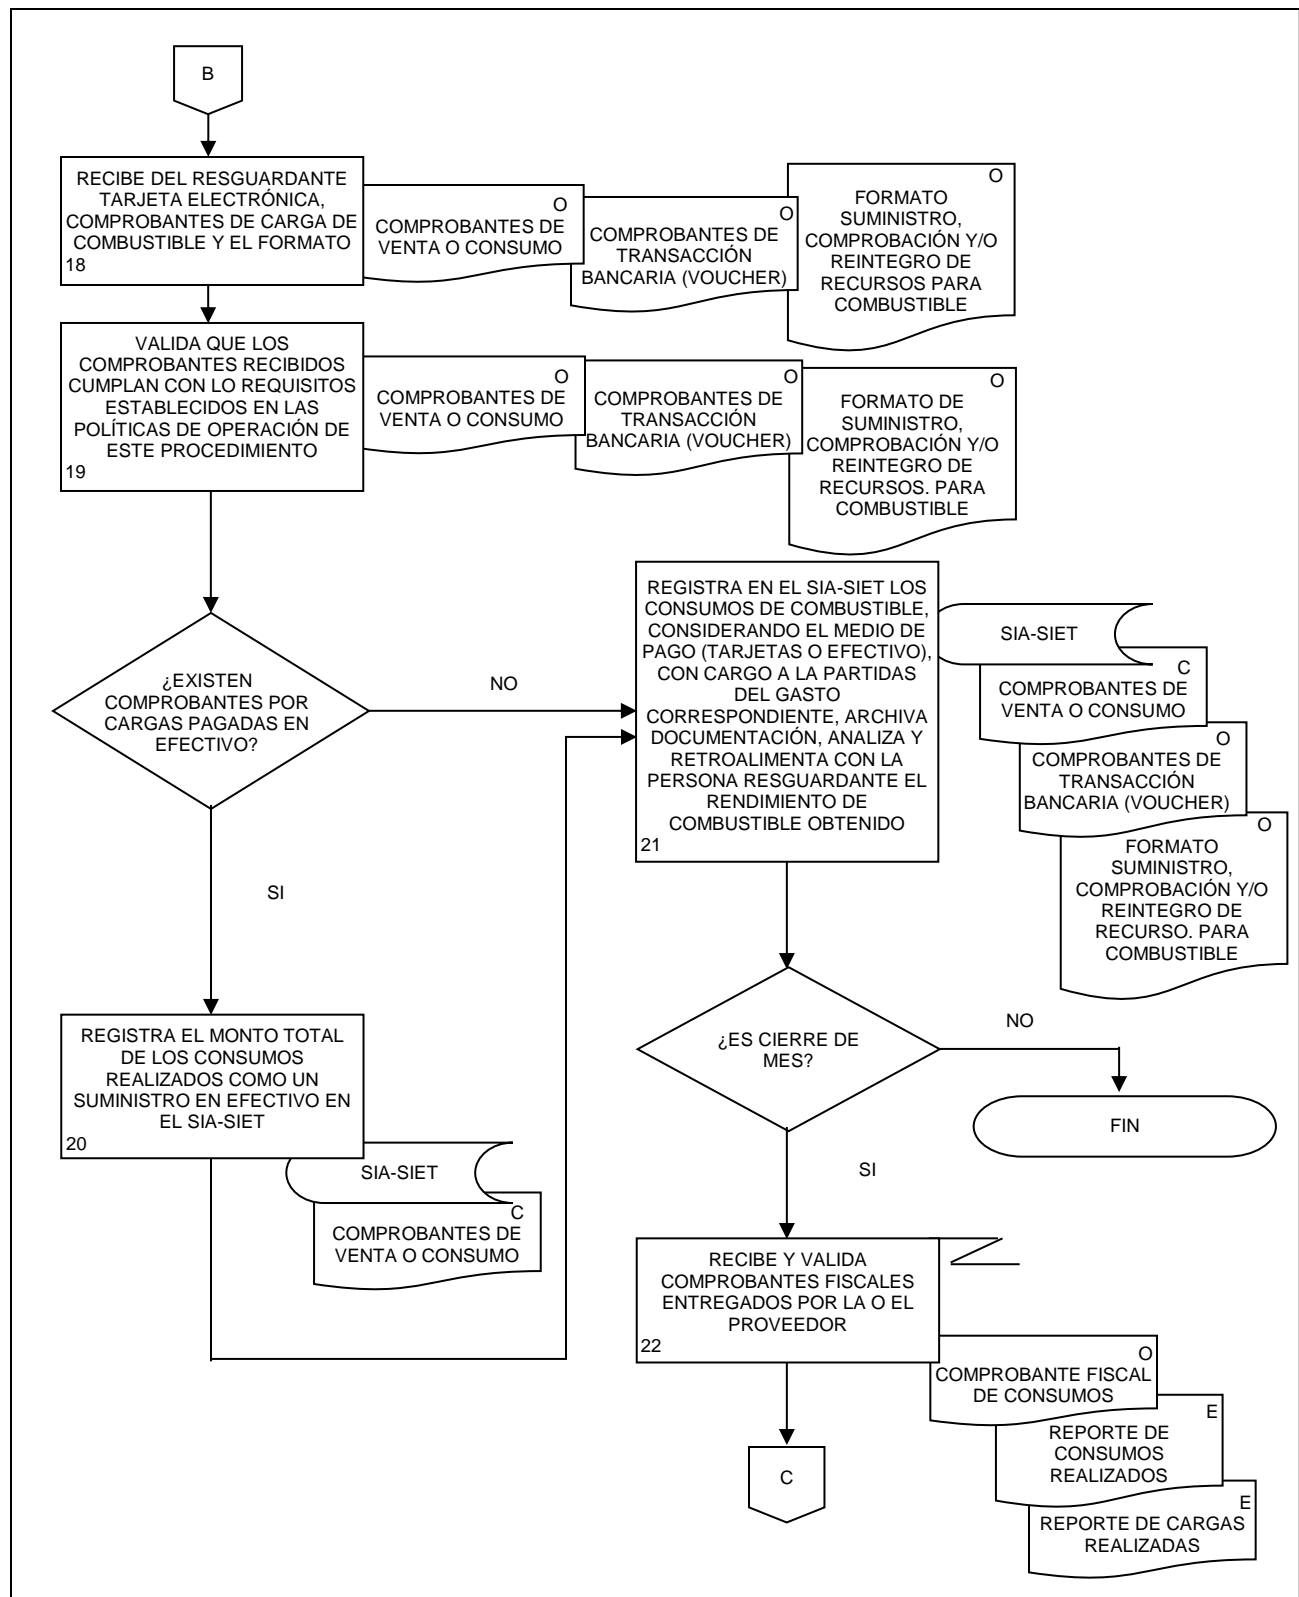 B
RECIBE DEL RESGUARDANTE
TARJETA ELECTRÓNICA,
COMPROBANTES DE CARGA DE
COMBUSTIBLE Y EL FORMATO
18
O
COMPROBANTES DE
VENTA O CONSUMO
O
COMPROBANTES DE
TRANSACCIÓN
BANCARIA (VOUCHER)
O
FORMATO
SUMINISTRO,
COMPROBACIÓN Y/O
REINTEGRO DE
RECURSOS PARA
COMBUSTIBLE
VALIDA QUE LOS
COMPROBANTES RECIBIDOS
CUMPLAN CON LO REQUISITOS
ESTABLECIDOS EN LAS
POLÍTICAS DE OPERACIÓN DE
ESTE PROCEDIMIENTO
19
O
COMPROBANTES DE
VENTA O CONSUMO
O
COMPROBANTES DE
TRANSACCIÓN
BANCARIA (VOUCHER)
O
FORMATO DE
SUMINISTRO,
COMPROBACIÓN Y/O
REINTEGRO DE
RECURSOS. PARA
COMBUSTIBLE
¿EXISTEN
COMPROBANTES POR
CARGAS PAGADAS EN
EFECTIVO?
NO
SI
REGISTRA EL MONTO TOTAL
DE LOS CONSUMOS
REALIZADOS COMO UN
SUMINISTRO EN EFECTIVO EN
EL SIA-SIET
20
SIA-SIET
C
COMPROBANTES DE
VENTA O CONSUMO
REGISTRA EN EL SIA-SIET LOS
CONSUMOS DE COMBUSTIBLE,
CONSIDERANDO EL MEDIO DE
PAGO (TARJETAS O EFECTIVO),
CON CARGO A LA PARTIDAS
DEL GASTO
CORRESPONDIENTE, ARCHIVA
DOCUMENTACIÓN, ANALIZA Y
RETROALIMENTA CON LA
PERSONA RESGUARDANTE EL
RENDIMIENTO DE
COMBUSTIBLE OBTENIDO
21
SIA-SIET
C
COMPROBANTES DE
VENTA O CONSUMO
O
COMPROBANTES DE
TRANSACCIÓN
BANCARIA (VOUCHER)
O
FORMATO
SUMINISTRO,
COMPROBACIÓN Y/O
REINTEGRO DE
RECURSO. PARA
COMBUSTIBLE
¿ES CIERRE DE
MES?
NO
FIN
SI
RECIBE Y VALIDA
COMPROBANTES FISCALES
ENTREGADOS POR LA O EL
PROVEEDOR
22
O
COMPROBANTE FISCAL
DE CONSUMOS
E
REPORTE DE
CONSUMOS
REALIZADOS
E
REPORTE DE CARGAS
REALIZADAS
C